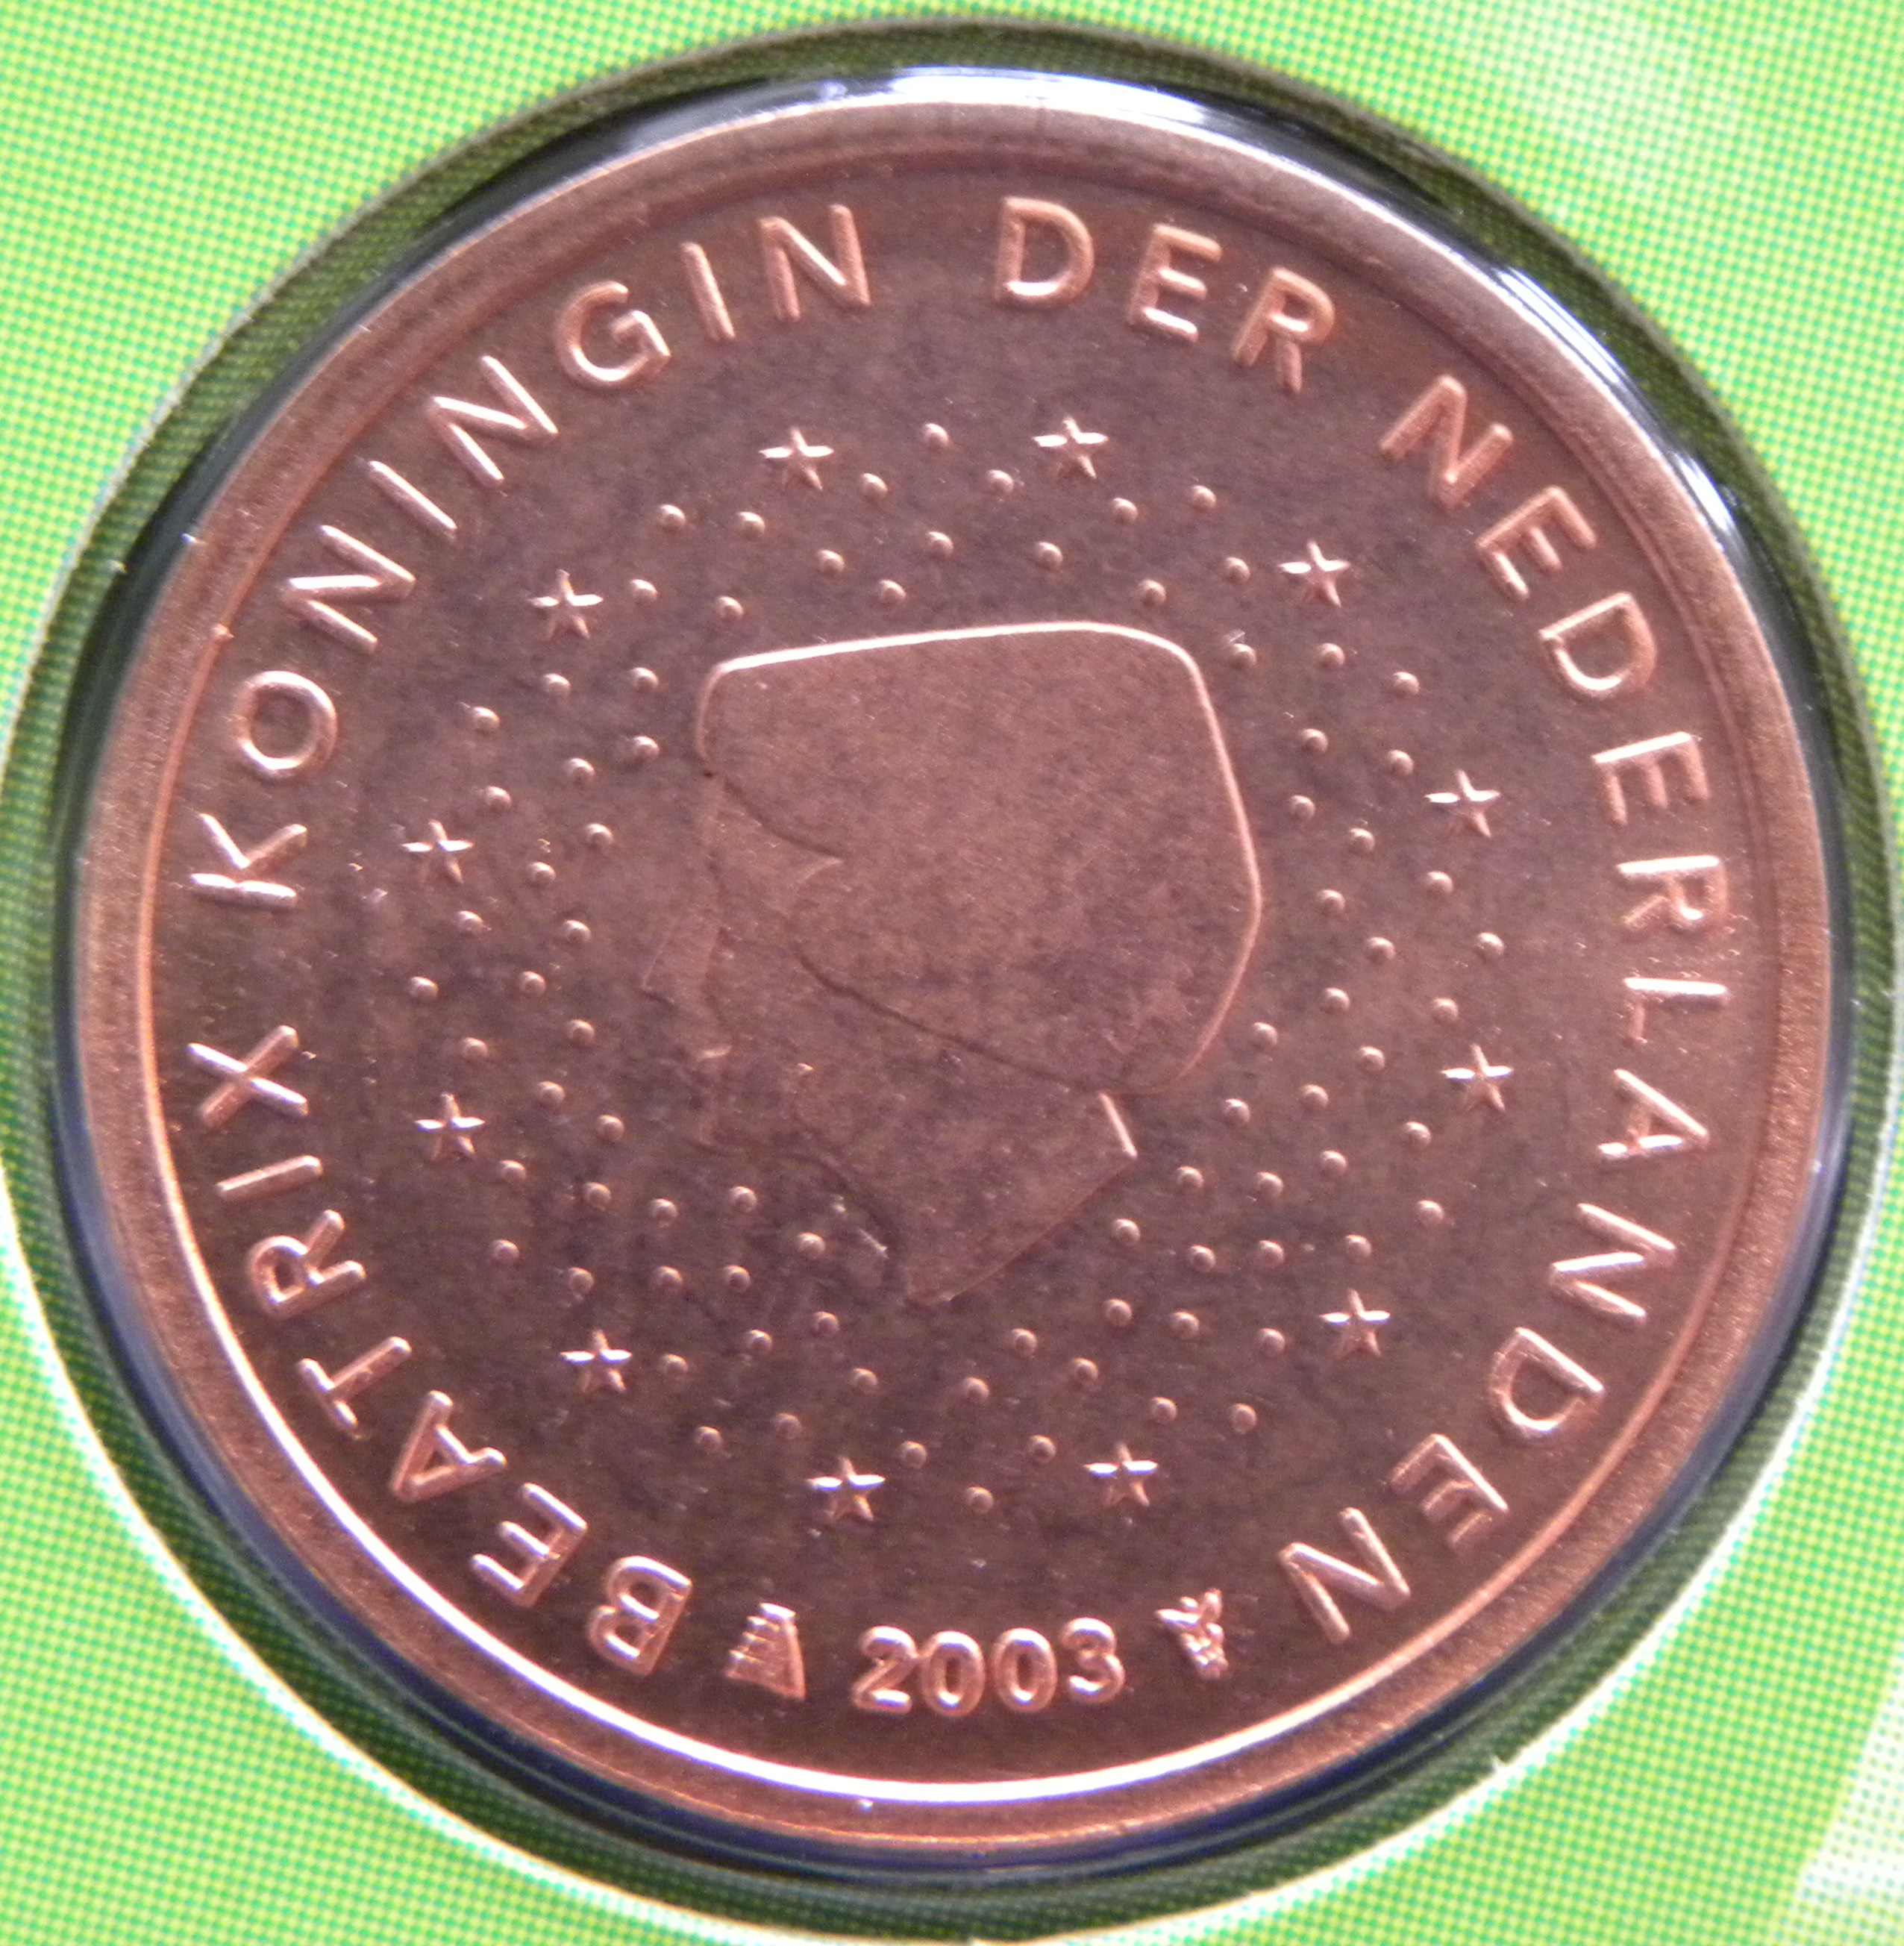 BEATRIX KONINGIN DER NEDERLANDEN
2003